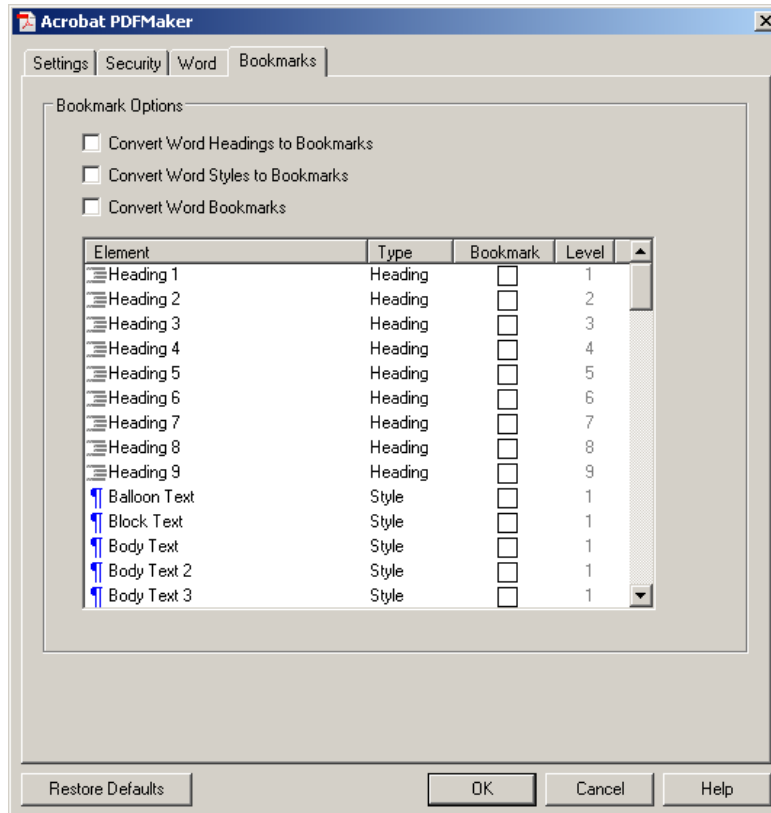 Acrobat PDFMaker
Settings Security Word Bookmarks
Bookmark Options
Convert Word Headings to Bookmarks
Convert Word Styles to Bookmarks
Convert Word Bookmarks
Element Type Bookmark Level
Heading 1 Heading 1
Heading 2 Heading 2
Heading 3 Heading 3
Heading 4 Heading 4
Heading 5 Heading 5
Heading 6 Heading 6
Heading 7 Heading 7
Heading 8 Heading 8
Heading 9 Heading 9
¶ Balloon Text Style 1
¶ Block Text Style 1
¶ Body Text Style 1
¶ Body Text 2 Style 1
¶ Body Text 3 Style 1
Restore Defaults OK Cancel Help